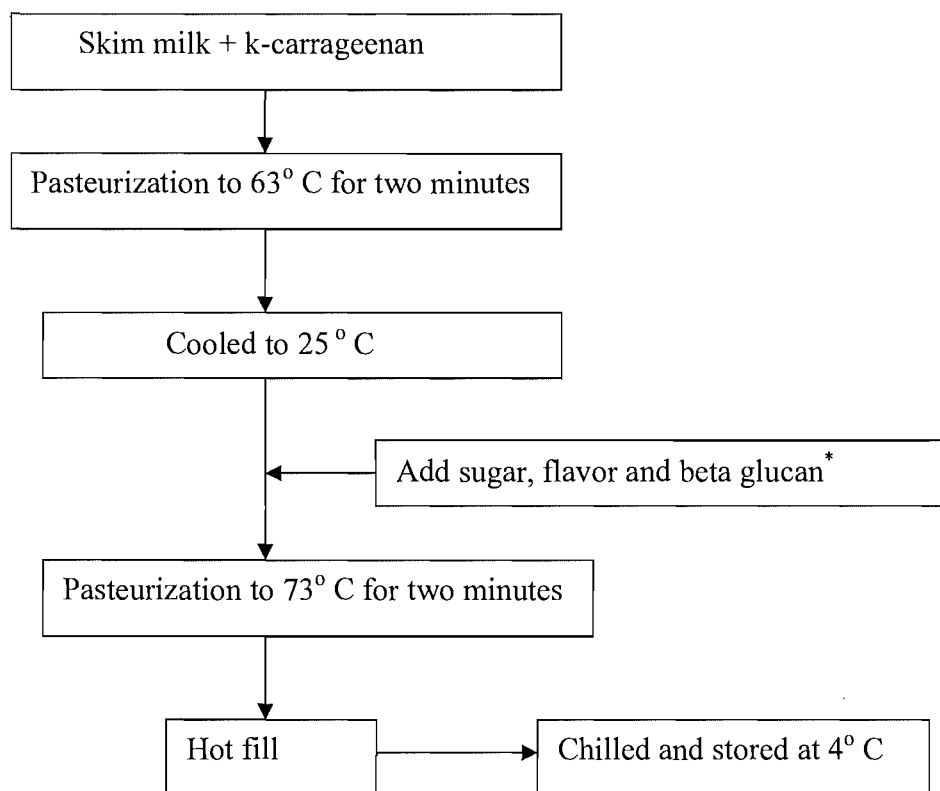 Skim milk + k-carrageenan
Pasteurization to 63° C for two minutes
Cooled to 25 ° C
Add sugar, flavor and beta glucan*
Pasteurization to 73° C for two minutes
Hot fill
Chilled and stored at 4° C